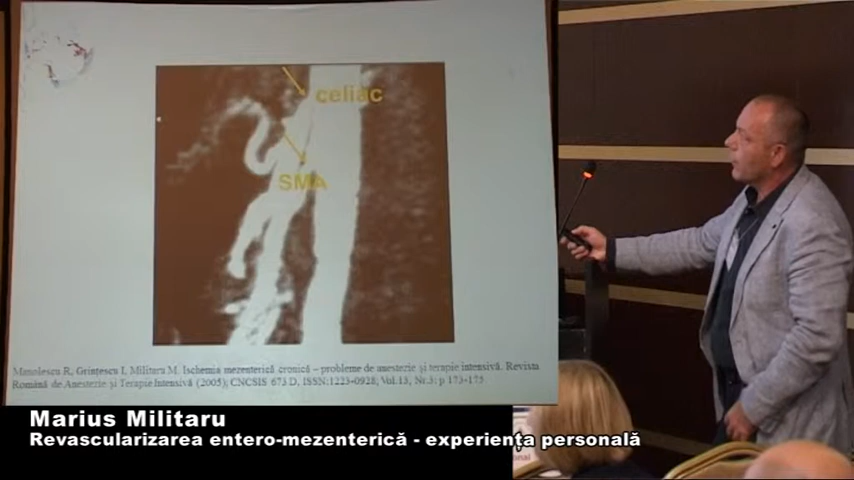 celiac
SMA
Manolescu R, Grințescu I, Militaru M. Ischemia mezenterică cronică – probleme de anestezie și terapie intensivă. Revista
Română de Anestezie și Terapie Intensivă (2005); CNCSIS 673 D. ISSN:1223-0928, Vol.13, Nr.3: p 173-175
Marius Militaru
Revascularizarea entero-mezenterică - experiența personală